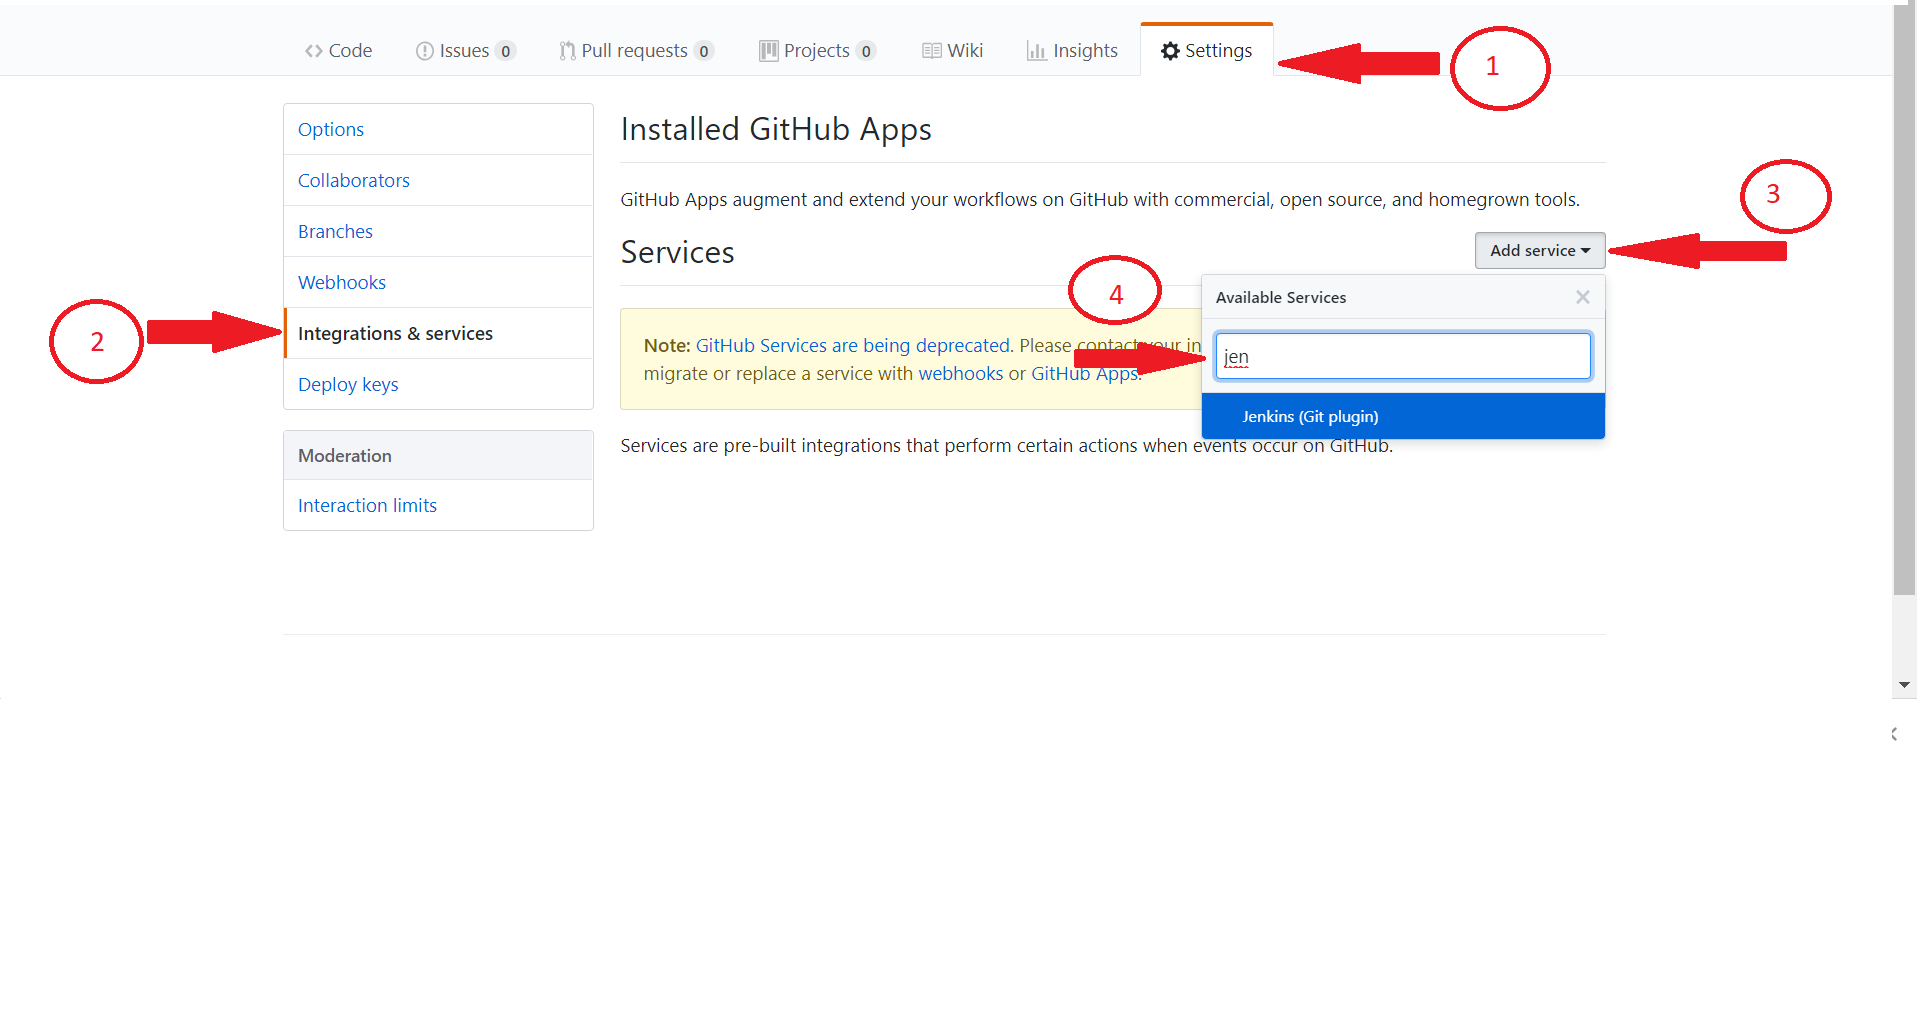 Code Issues 0 Pull requests 0 Projects 0 Wiki Insights Settings
1
Options
Collaborators
Branches
Webhooks
2
Integrations & services
Deploy keys
Moderation
Interaction limits
Installed GitHub Apps
GitHub Apps augment and extend your workflows on GitHub with commercial, open source, and homegrown tools.
3
Services
Add service
4
Available Services
jen
Jenkins (Git plugin)
Note: GitHub Services are being deprecated. Please contact your in
migrate or replace a service with webhooks or GitHub Apps.
Services are pre-built integrations that perform certain actions when events occur on GitHub.